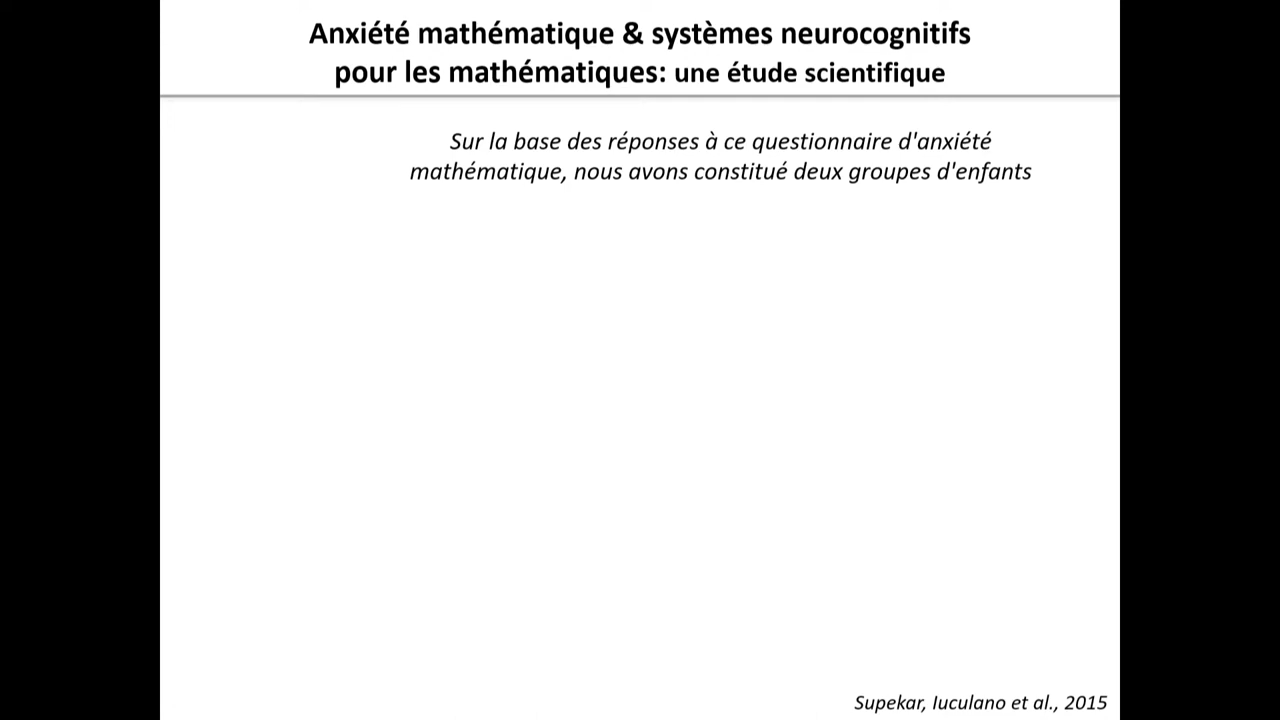 Anxiété mathématique & systèmes neurocognitifs
pour les mathématiques: une étude scientifique
Sur la base des réponses à ce questionnaire d'anxiété
mathématique, nous avons constitué deux groupes d'enfants
Supekar, Iuculano et al., 2015